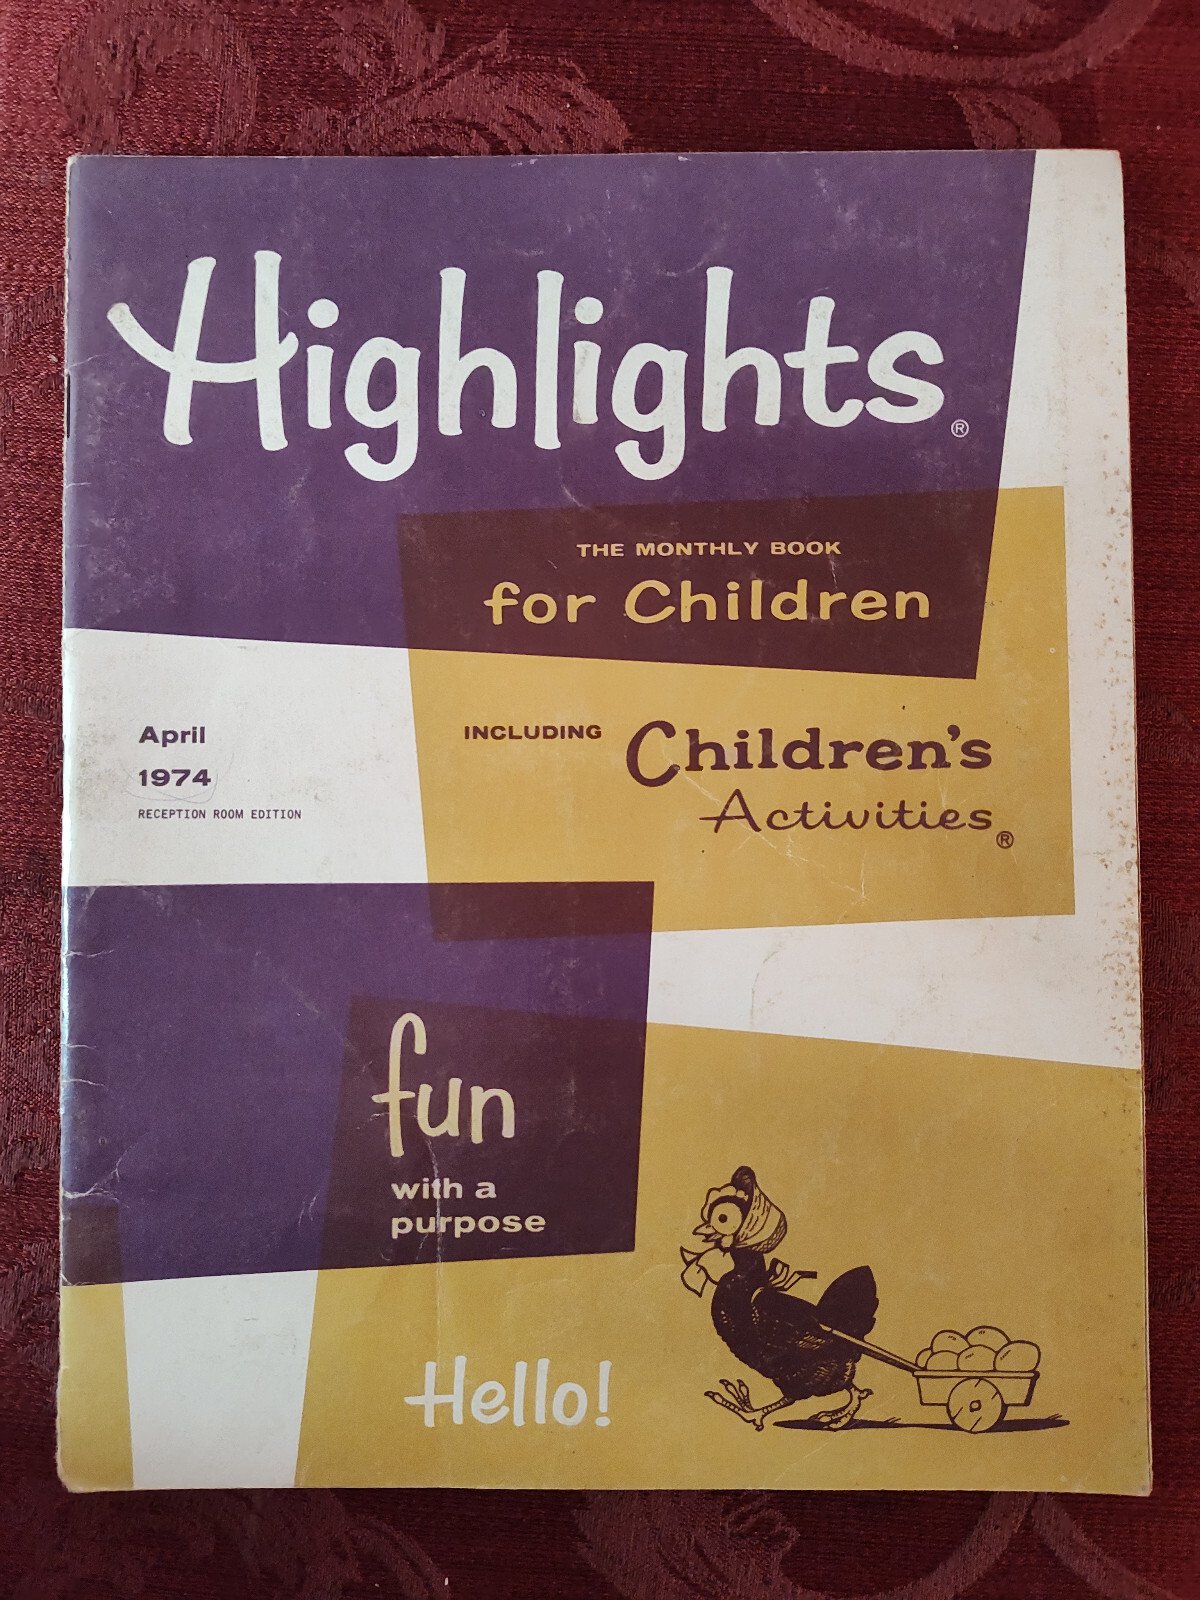 Highlights®
THE MONTHLY BOOK
for Children
April
1974
RECEPTION ROOM EDITION
INCLUDING Children's
Activities®
fun
with a
purpose
Hello!